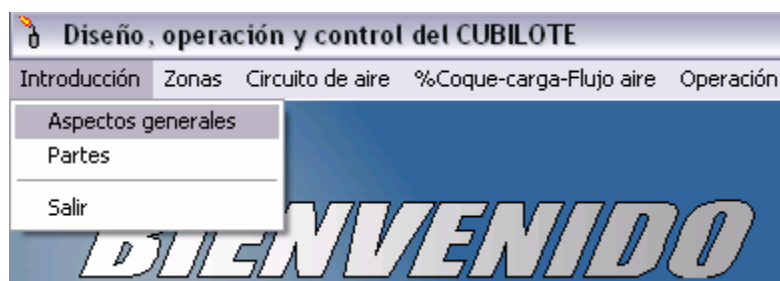 Diseño, operación y control del CUBILOTE
Introducción Zonas Circuito de aire %Coque-carga-Flujo aire Operación
Aspectos generales
Partes
Salir
BIENVENIDO